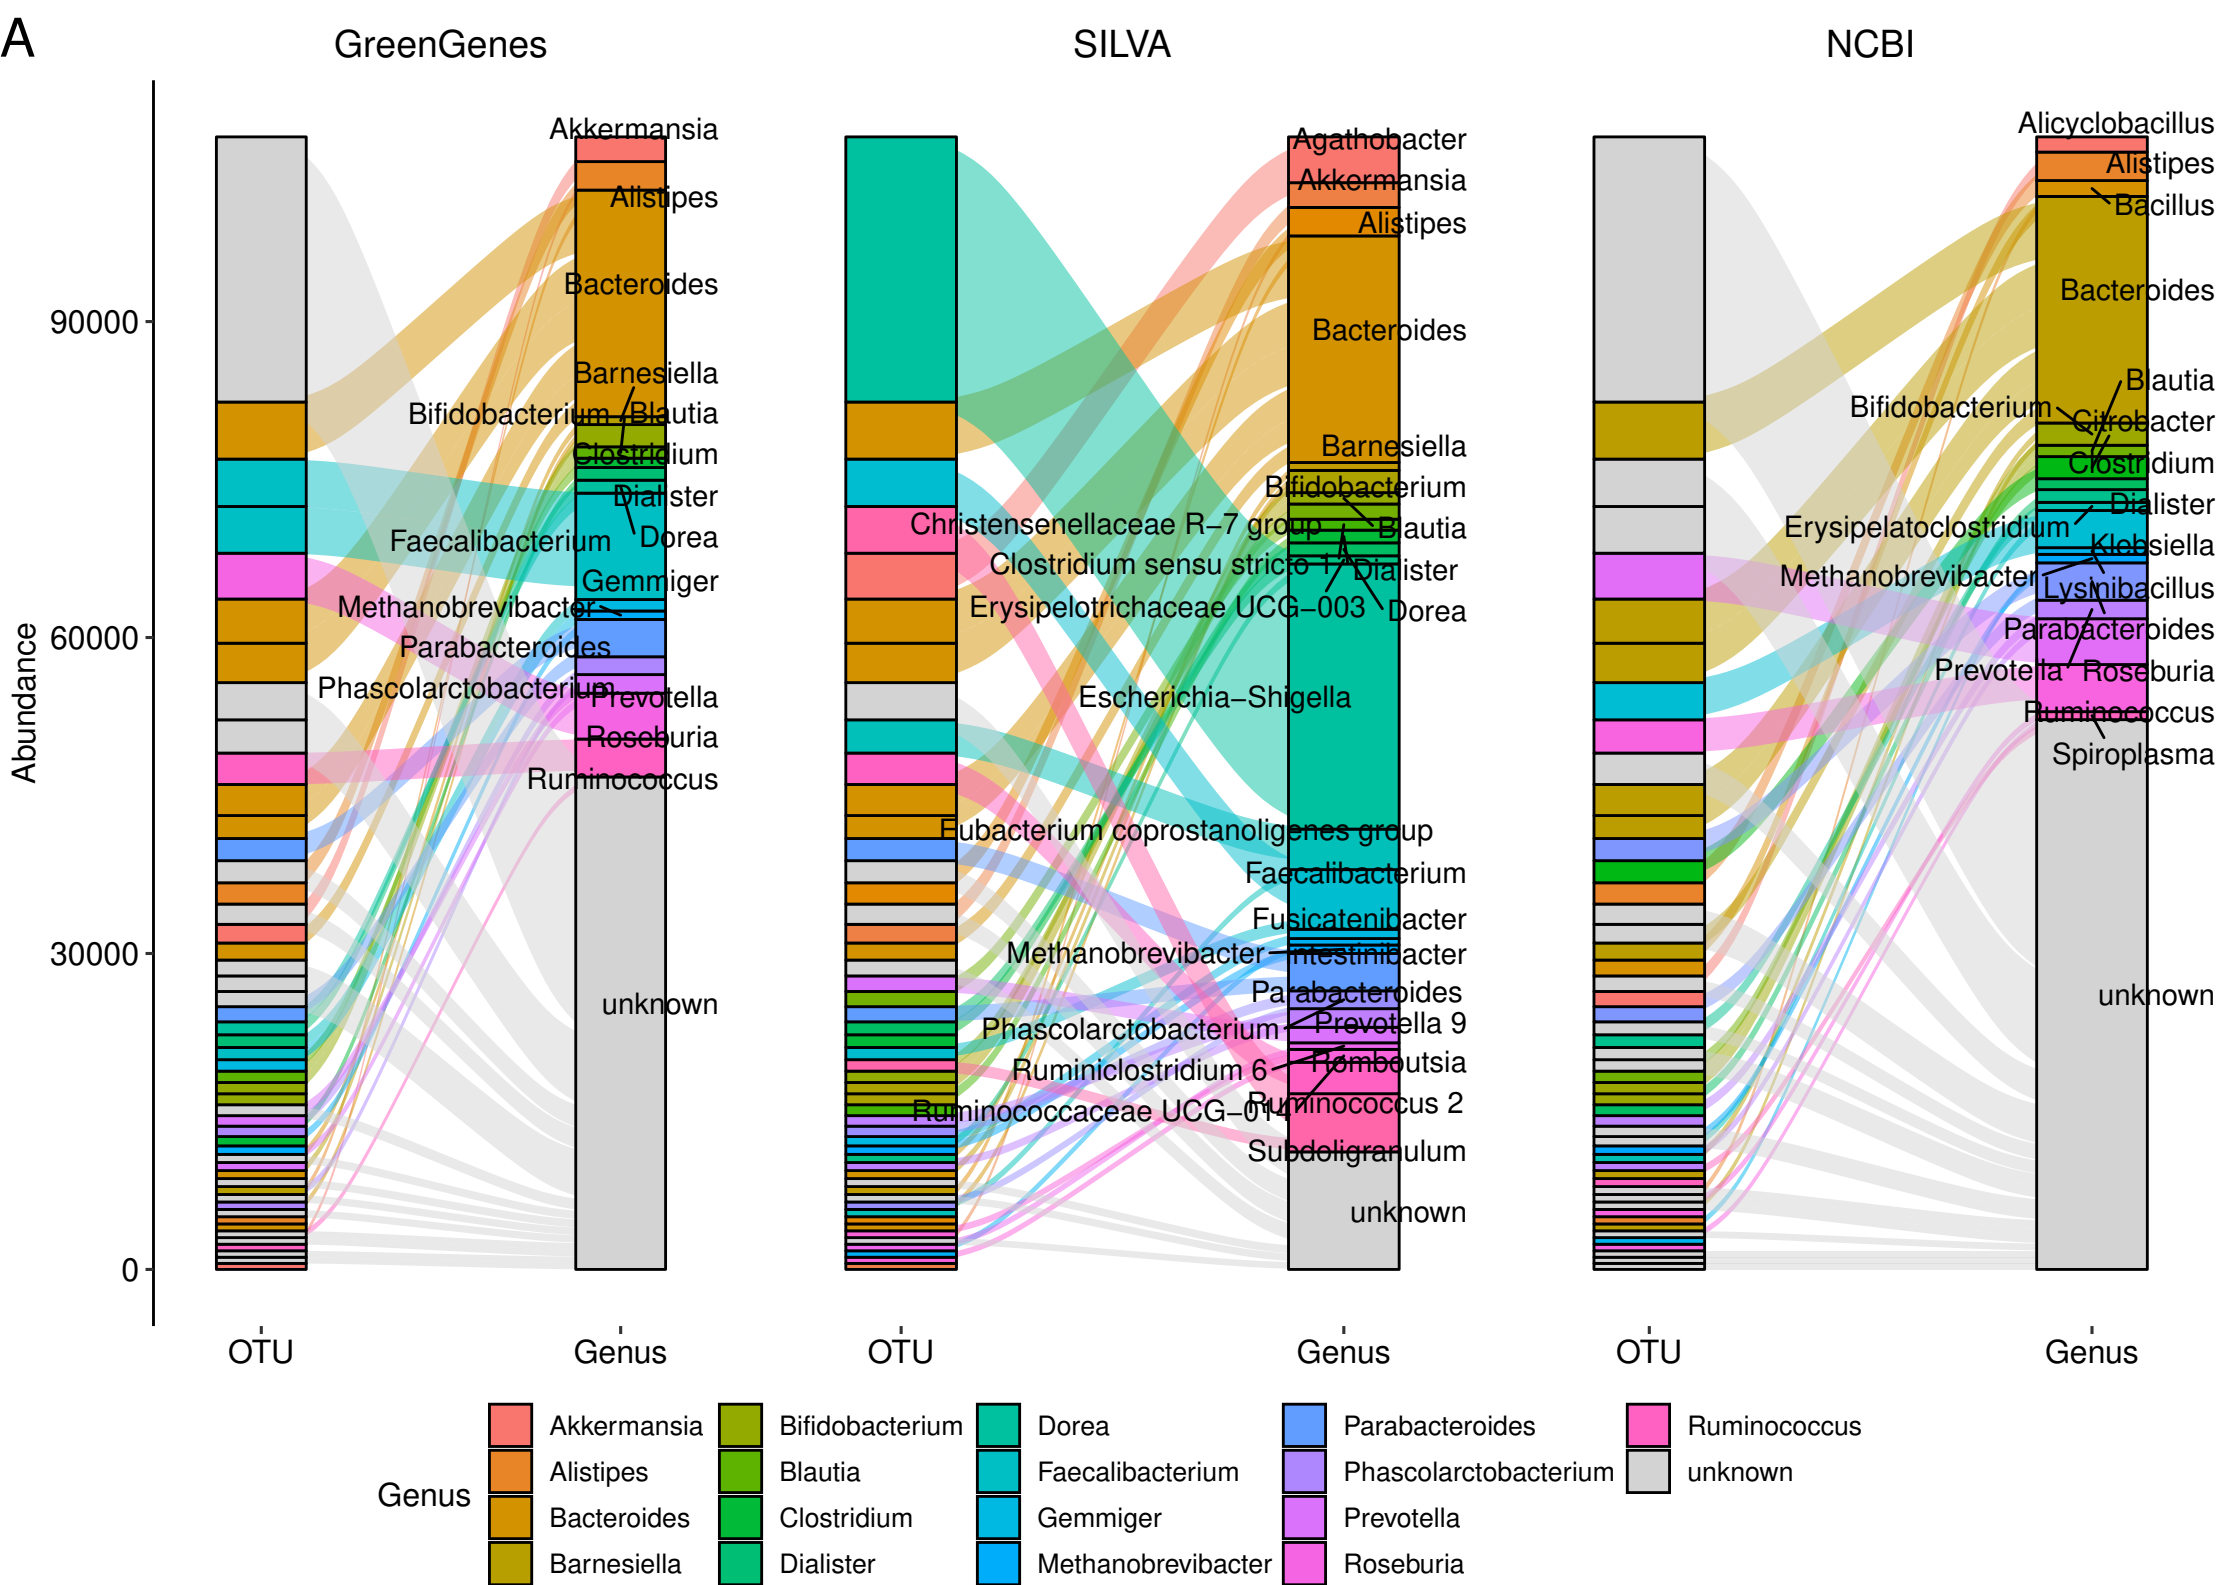 A
GreenGenes
SILVA
NCBI
Abundance
90000
60000
30000
0
Akkermansia
Alistipes
Bacteroides
Barnesiella
Bifidobacterium
Blautia
Clostridium
Dialister
Dorea
Faecalibacterium
Gemmiger
Methanobrevibacter
Parabacteroides
Phascolarctobacterium
Prevotella
Roseburia
Ruminococcus
unknown
Agathobacter
Akkermansia
Alistipes
Bacteroides
Barnesiella
Bifidobacterium
Christensenellaceae R−7 group
Blautia
Clostridium sensu stricto 1
Dialister
Erysipelotrichaceae UCG−003
Dorea
Escherichia−Shigella
Eubacterium coprostanoligenes group
Faecalibacterium
Fusicatenibacter
Methanobrevibacter
Intestinibacter
Parabacteroides
Phascolarctobacterium
Prevotella 9
Romboutsia
Ruminiclostridium 6
Ruminococcaceae UCG−014
Ruminococcus 2
Subdoligranulum
unknown
Alicyclobacillus
Alistipes
Bacillus
Bacteroides
Blautia
Bifidobacterium
Citrobacter
Clostridium
Dialister
Erysipelatoclostridium
Klebsiella
Methanobrevibacter
Lysinibacillus
Parabacteroides
Prevotella
Roseburia
Ruminococcus
Spiroplasma
unknown
OTU
Genus
OTU
Genus
OTU
Genus
Genus
Akkermansia
Alistipes
Bacteroides
Barnesiella
Bifidobacterium
Blautia
Clostridium
Dialister
Dorea
Faecalibacterium
Gemmiger
Methanobrevibacter
Parabacteroides
Phascolarctobacterium
Prevotella
Roseburia
Ruminococcus
unknown